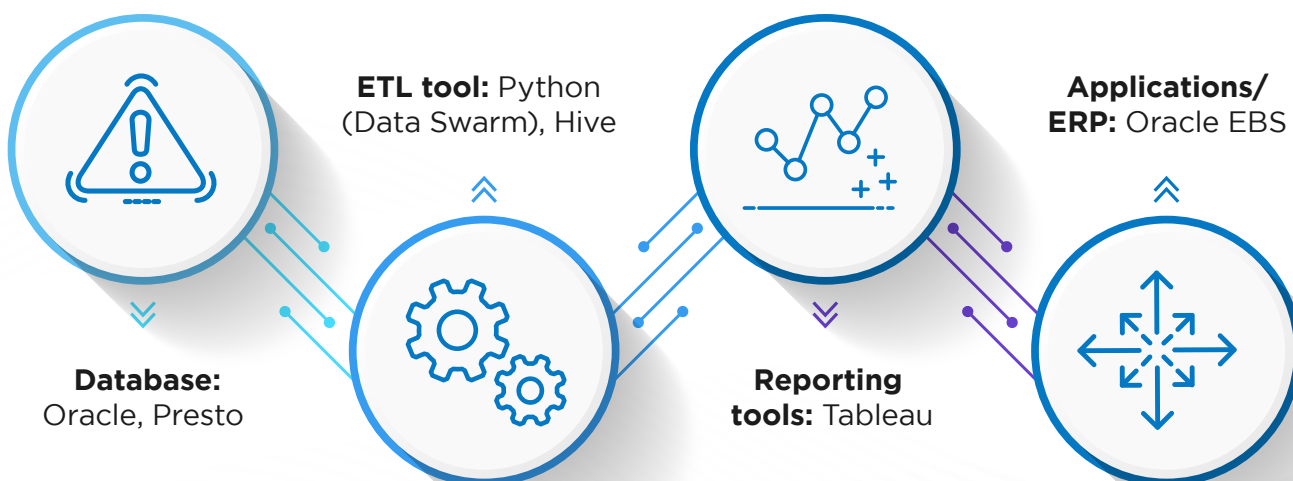 Database:
Oracle, Presto
ETL tool: Python
(Data Swarm), Hive
Reporting
tools: Tableau
Applications/
ERP: Oracle EBS